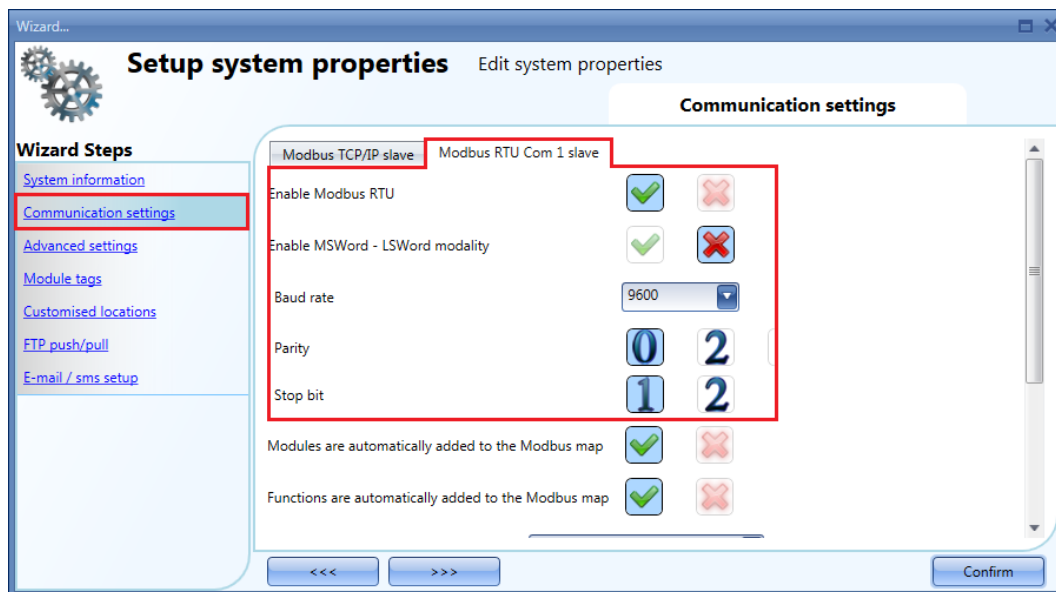 Wizard...
Setup system properties Edit system properties
Communication settings
Wizard Steps
System information
Communication settings
Advanced settings
Module tags
Customised locations
FTP push/pull
E-mail / sms setup
Modbus TCP/IP slave Modbus RTU Com 1 slave
Enable Modbus RTU
Enable MSWord - LSWord modality
Baud rate 9600
Parity 0 2
Stop bit 1 2
Modules are automatically added to the Modbus map
Functions are automatically added to the Modbus map
<<< >>> Confirm